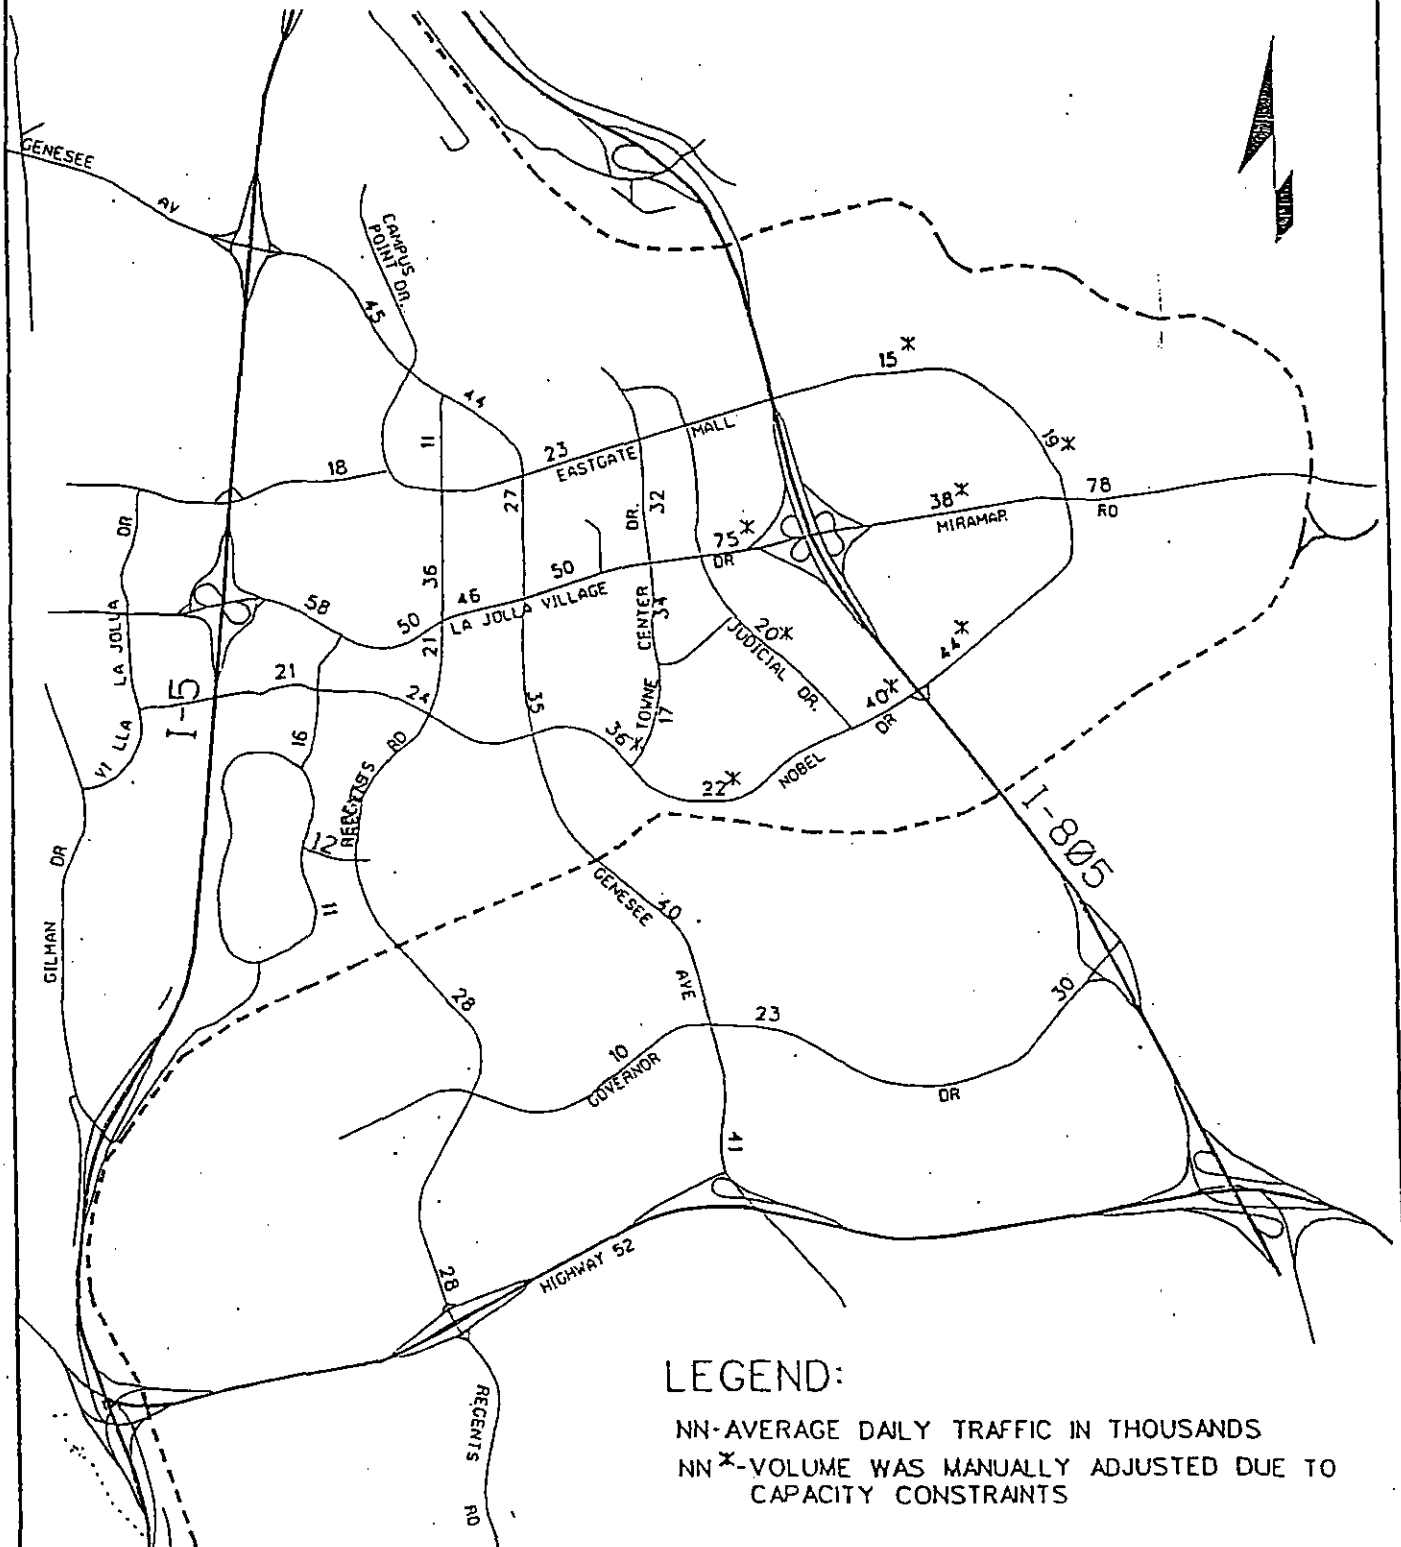 GENESEE
AV
CAMPUS
POINT DR.
45
15*
44
11
MALL
23
EASTGATE
19*
18
27
32
DR.
78
RD
38*
MIRAMAR
DR
75*
DR
50
36
46
LA JOLLA VILLAGE
58
50
21
CENTER
34
20*
JUDICIAL DR.
44*
LA JOLLA
21
24
I-5
35
TOWNE
17
40*
DR
36*
16
RD
VI LLA
22*
NOBEL
REGENTS
I-805
12
DR
11
GENESEE
40
GILMAN
AVE
28
30
23
10
GOVERNOR
DR
41
28
HIGHWAY 52
REGENTS
RD
LEGEND:
NN-AVERAGE DAILY TRAFFIC IN THOUSANDS
NN*-VOLUME WAS MANUALLY ADJUSTED DUE TO
CAPACITY CONSTRAINTS